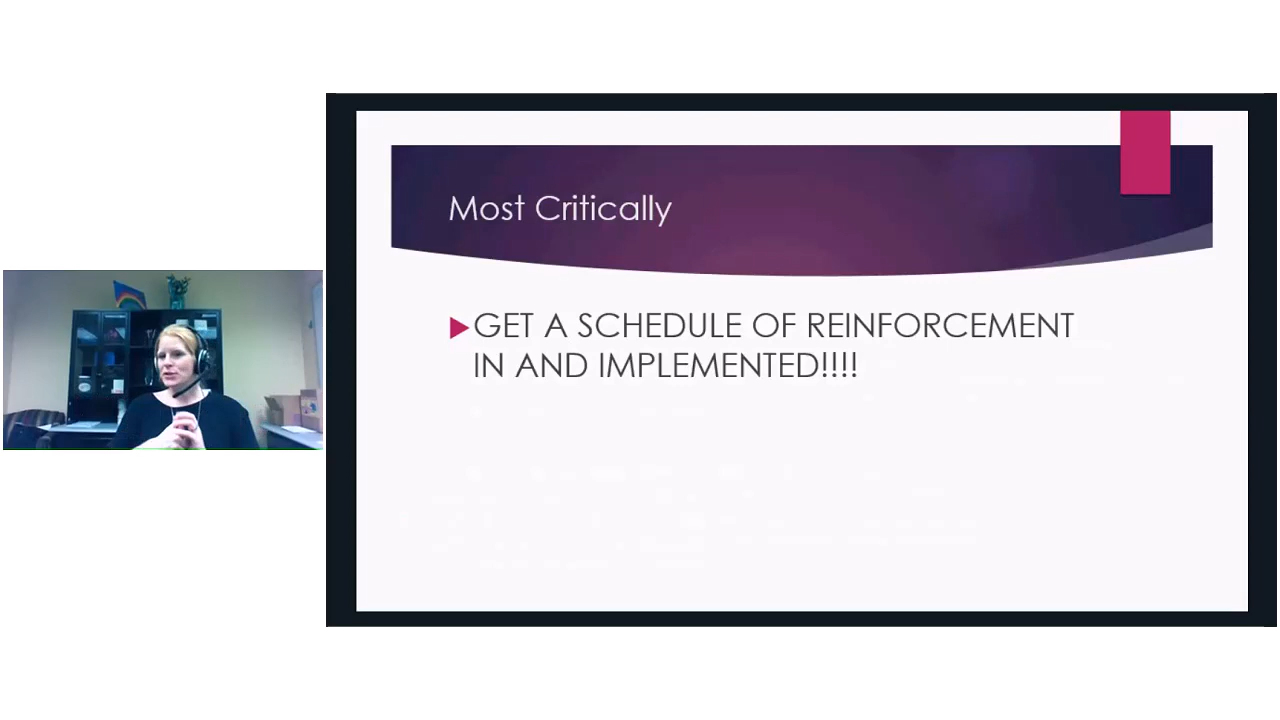 Most Critically
GET A SCHEDULE OF REINFORCEMENT
IN AND IMPLEMENTED!!!!